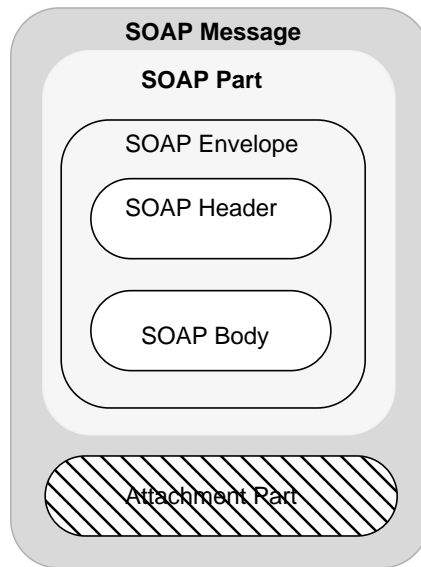 SOAP Message
SOAP Part
SOAP Envelope
SOAP Header
SOAP Body
Attachment Part